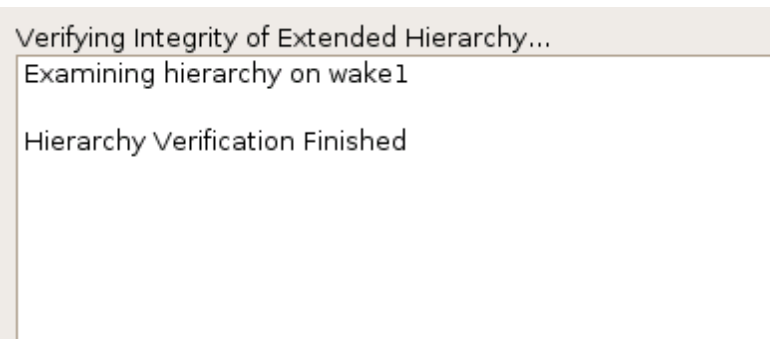 Verifying Integrity of Extended Hierarchy...
Examining hierarchy on wake1
Hierarchy Verification Finished